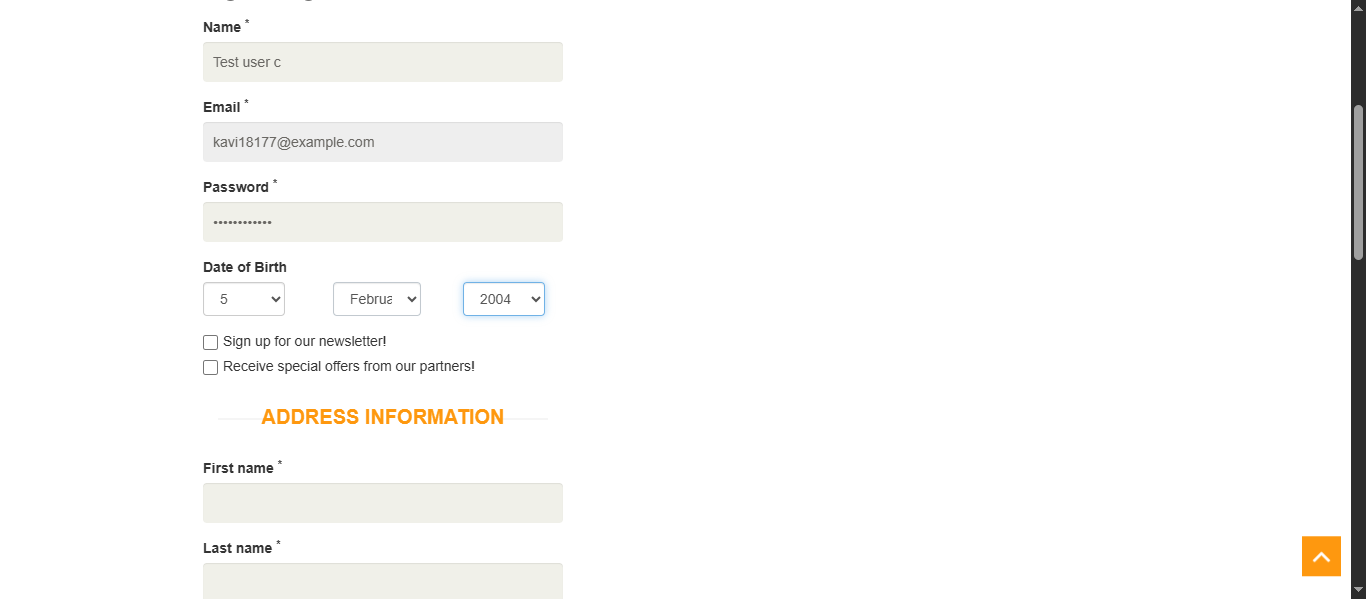 Name *
Test user c
Email *
kavi18177@example.com
Password *
••••••••••••
Date of Birth
5 Februa 2004
Sign up for our newsletter!
Receive special offers from our partners!
ADDRESS INFORMATION
First name *
Last name *